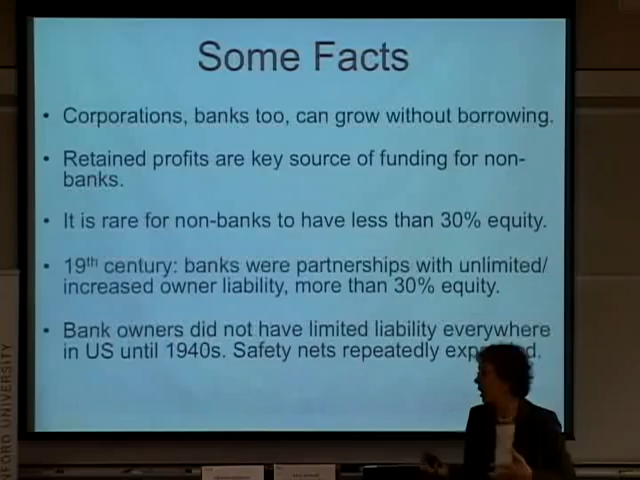 Some Facts
• Corporations, banks too, can grow without borrowing.
• Retained profits are key source of funding for non-
banks.
• It is rare for non-banks to have less than 30% equity.
• 19th century: banks were partnerships with unlimited/
increased owner liability, more than 30% equity.
• Bank owners did not have limited liability everywhere
in US until 1940s. Safety nets repeatedly
UNIVERSITY